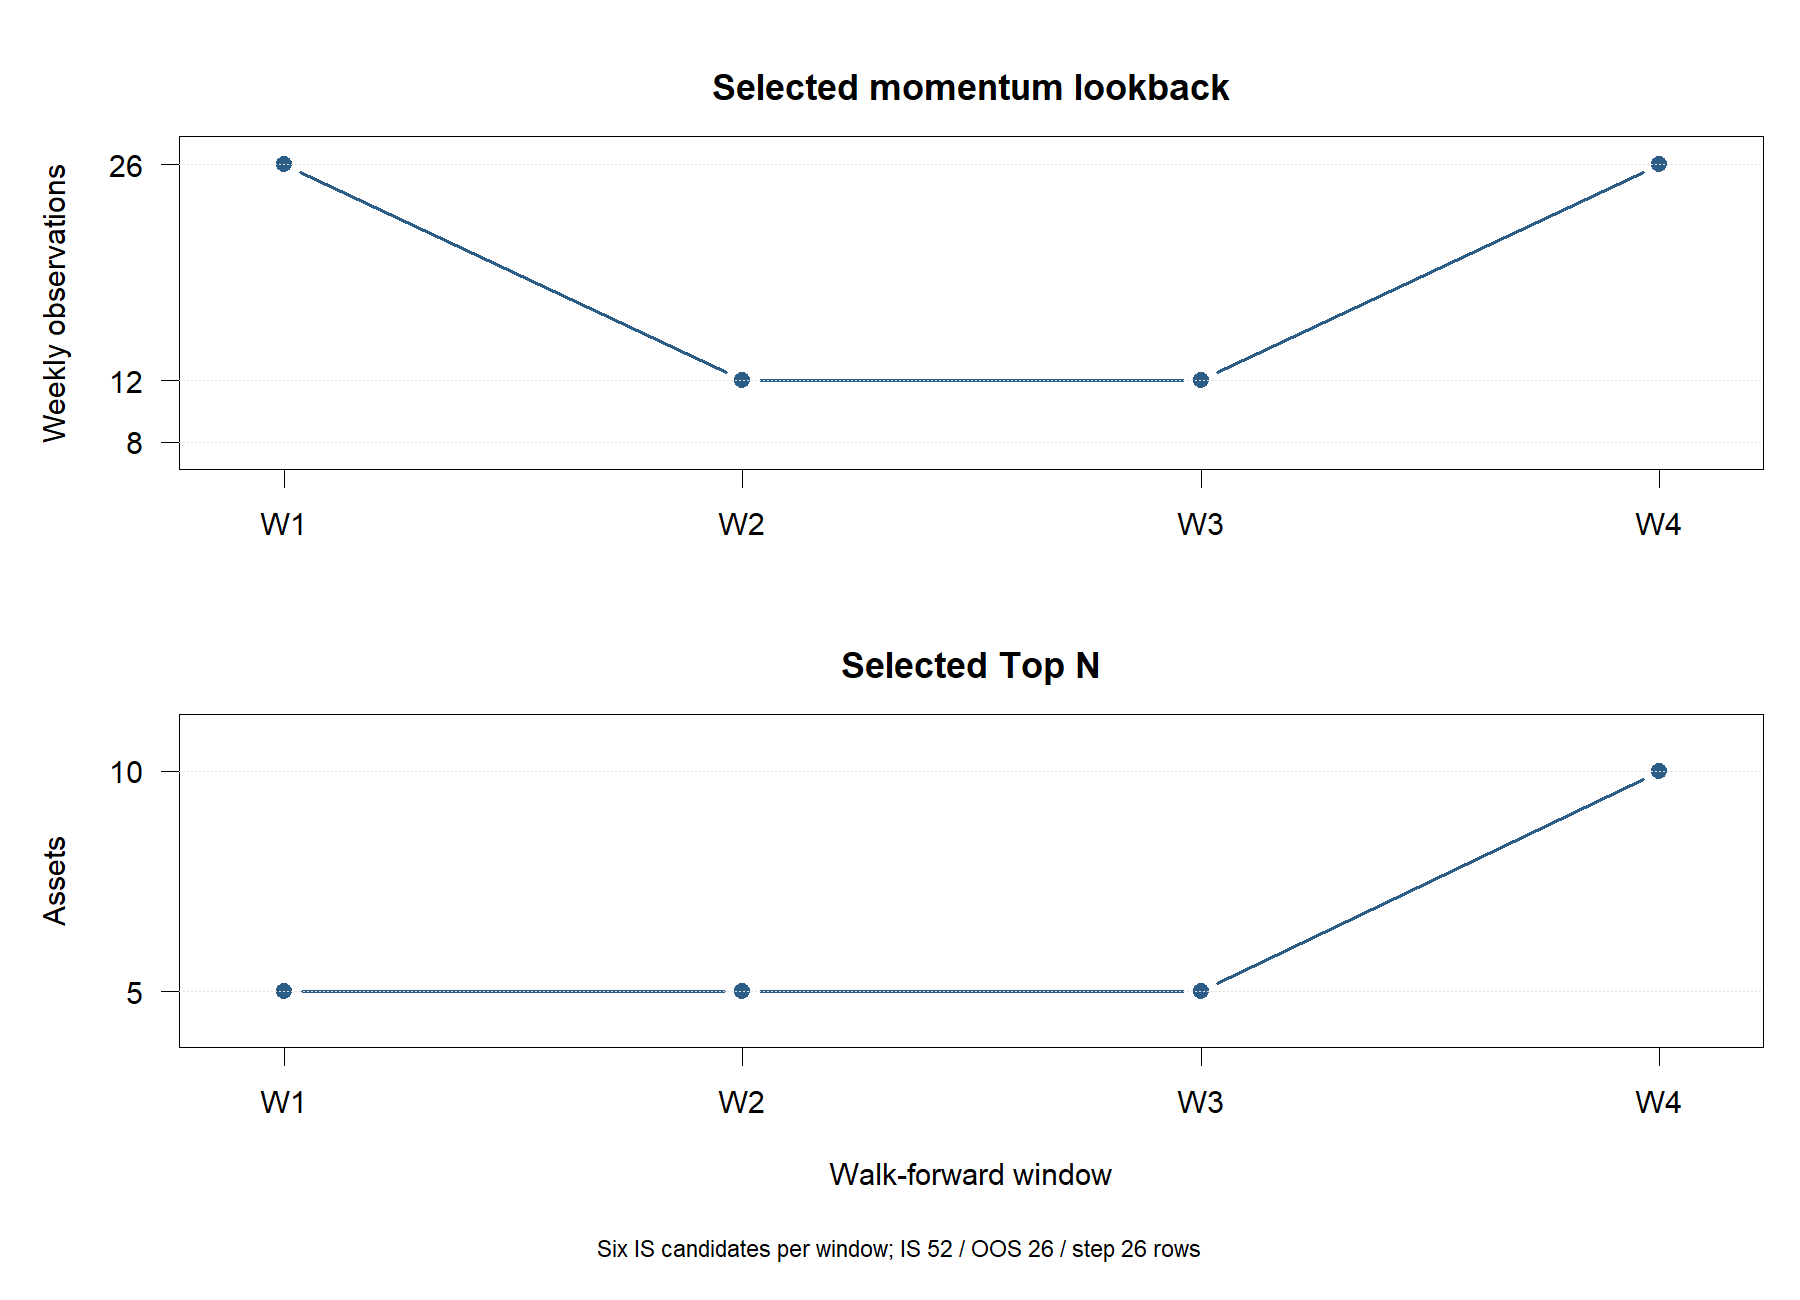 Selected momentum lookback
Weekly observations
26
12
8
W1 W2 W3 W4
Selected Top N
Assets
10
5
W1 W2 W3 W4
Walk-forward window
Six IS candidates per window; IS 52 / OOS 26 / step 26 rows